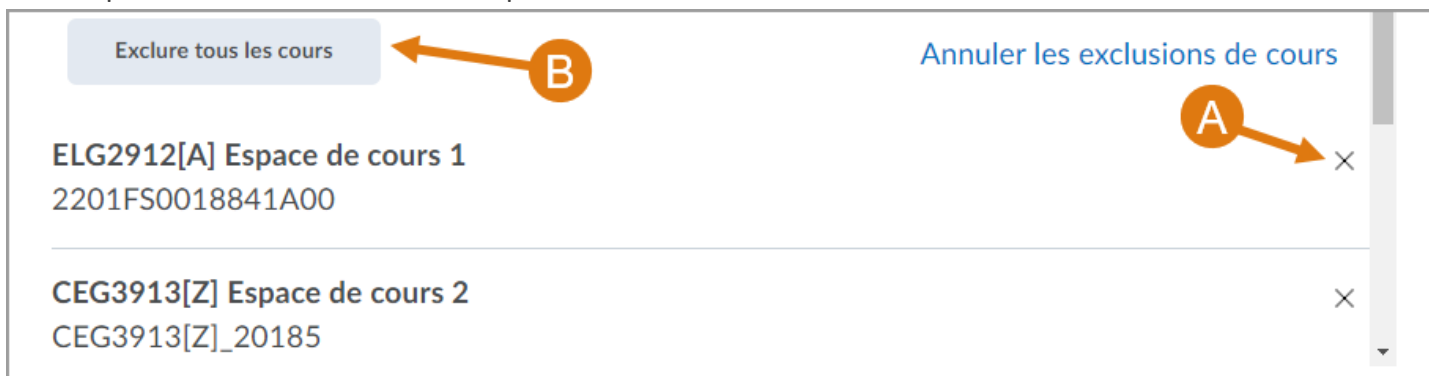 Exclure tous les cours
B
Annuler les exclusions de cours
A
ELG2912[A] Espace de cours 1
2201FS0018841A00
CEG3913[Z] Espace de cours 2
CEG3913[Z]_20185